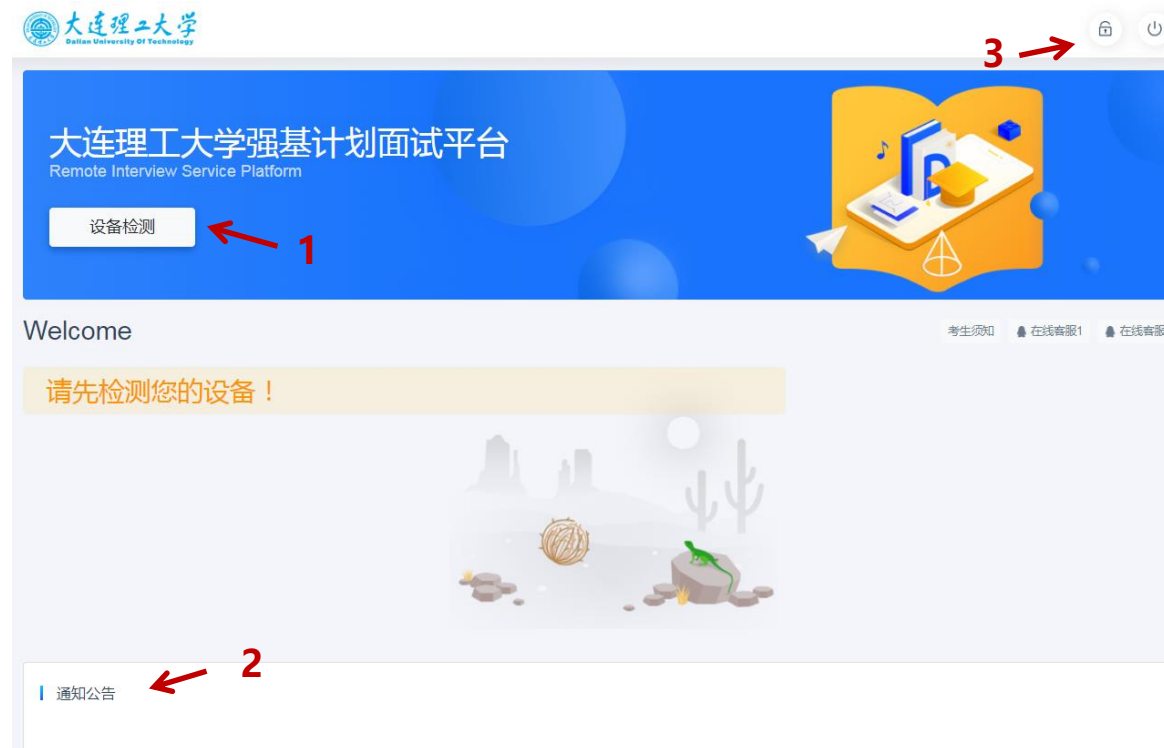 大连理工大学
Dalian University Of Technology
3
大连理工大学强基计划面试平台
Remote Interview Service Platform
设备检测
1
Welcome
考生须知 在线客服1 在线客服
请先检测您的设备！
2
通知公告